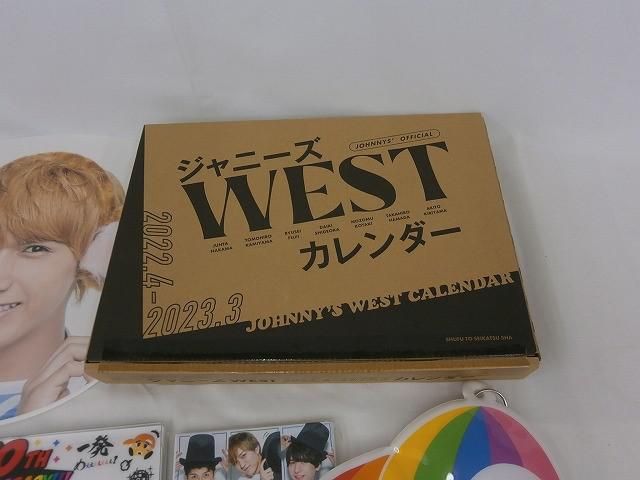 JOHNNYS' OFFICIAL
ジャニーズ
WEST
JUNTA NAKAMA
TOMOHIRO KAMIYAMA
RYUSEI FUJII
DAIKI SHIGEOKA
NOZOMU KOTAKI
TAKAHIRO HAMADA
AKITO KIRIYAMA
カレンダー
2022.4-
2023.3
JOHNNY'S WEST CALENDAR
SHUFU TO SEIKATSU SHA
0TH
一発